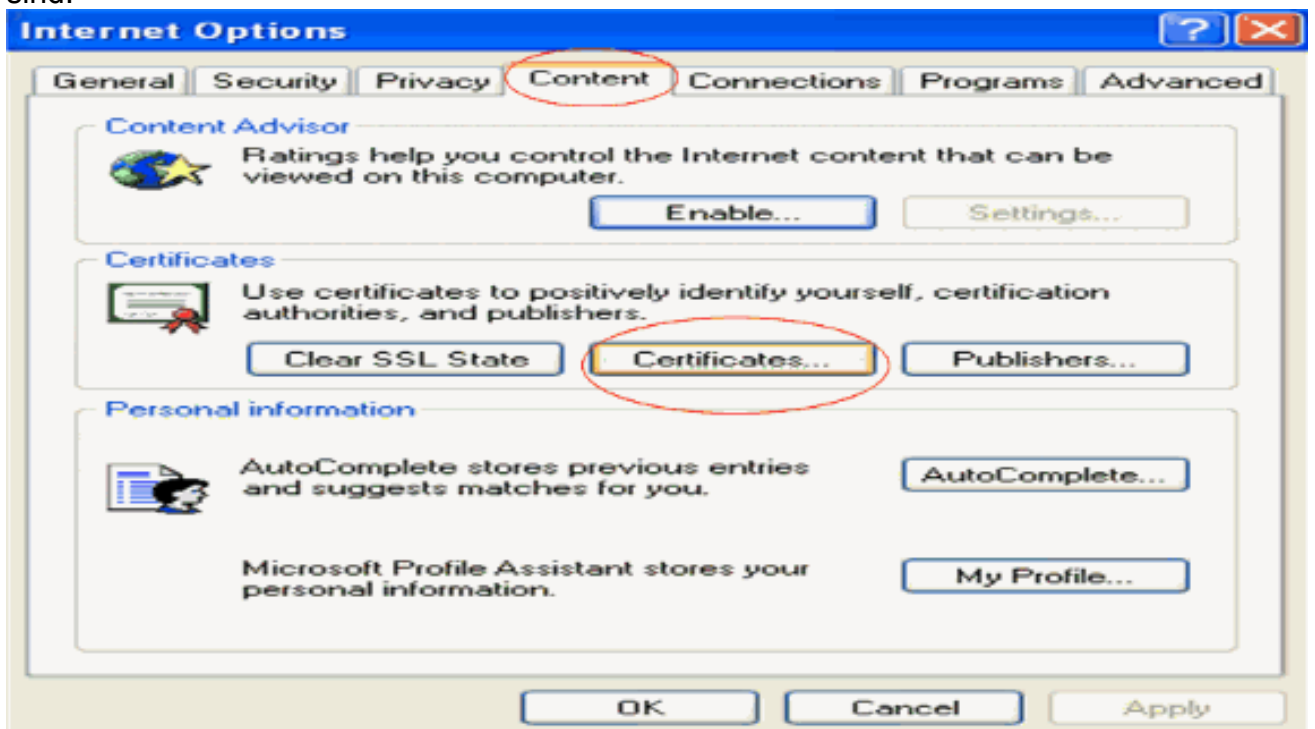 sind.
Internet Options
General Security Privacy Content Connections Programs Advanced
Content Advisor
Ratings help you control the Internet content that can be
viewed on this computer.
Enable... Settings...
Certificates
Use certificates to positively identify yourself, certification
authorities, and publishers.
Clear SSL State Certificates... Publishers...
Personal information
AutoComplete stores previous entries
and suggests matches for you.
AutoComplete...
Microsoft Profile Assistant stores your
personal information.
My Profile...
OK Cancel Apply